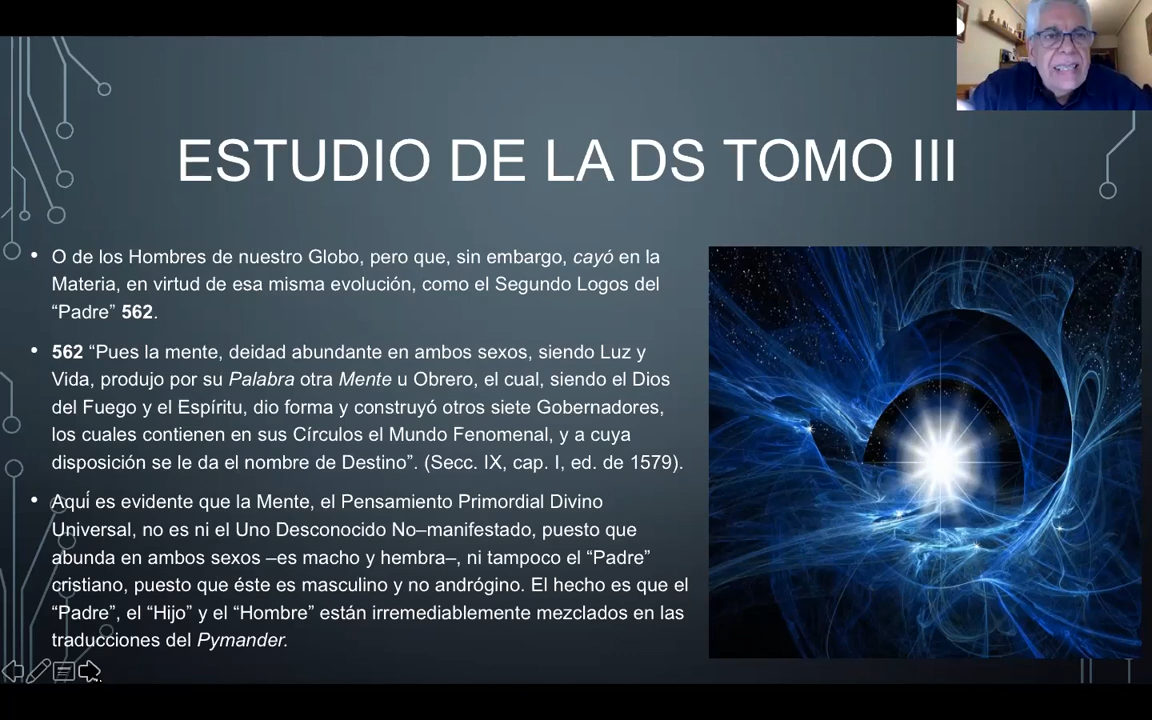 ESTUDIO DE LA DS TOMO III
• O de los Hombres de nuestro Globo, pero que, sin embargo, cayó en la
Materia, en virtud de esa misma evolución, como el Segundo Logos del
“Padre” 562.
• 562 “Pues la mente, deidad abundante en ambos sexos, siendo Luz y
Vida, produjo por su Palabra otra Mente u Obrero, el cual, siendo el Dios
del Fuego y el Espíritu, dio forma y construyó otros siete Gobernadores,
los cuales contienen en sus Círculos el Mundo Fenomenal, y a cuya
disposición se le da el nombre de Destino”. (Secc. IX, cap. I, ed. de 1579).
• Aquí es evidente que la Mente, el Pensamiento Primordial Divino
Universal, no es ni el Uno Desconocido No–manifestado, puesto que
abunda en ambos sexos –es macho y hembra–, ni tampoco el “Padre”
cristiano, puesto que éste es masculino y no andrógino. El hecho es que el
“Padre”, el “Hijo” y el “Hombre” están irremediablemente mezclados en las
traducciones del Pymander.